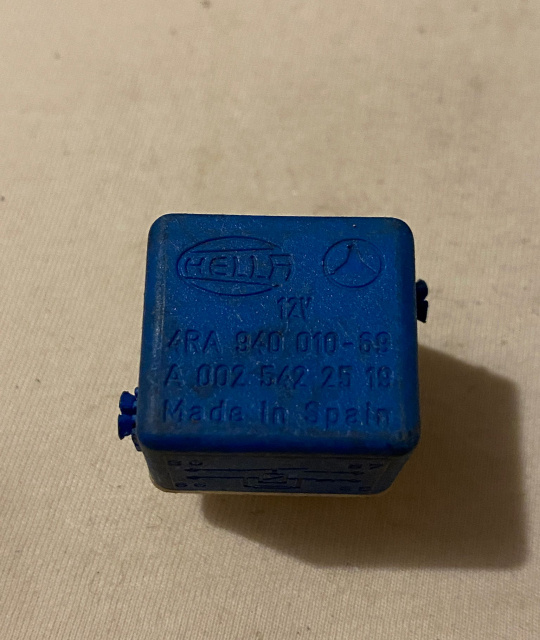 HELLA
12V
4RA 940 010-69
A 002 542 25 19
Made in Spain